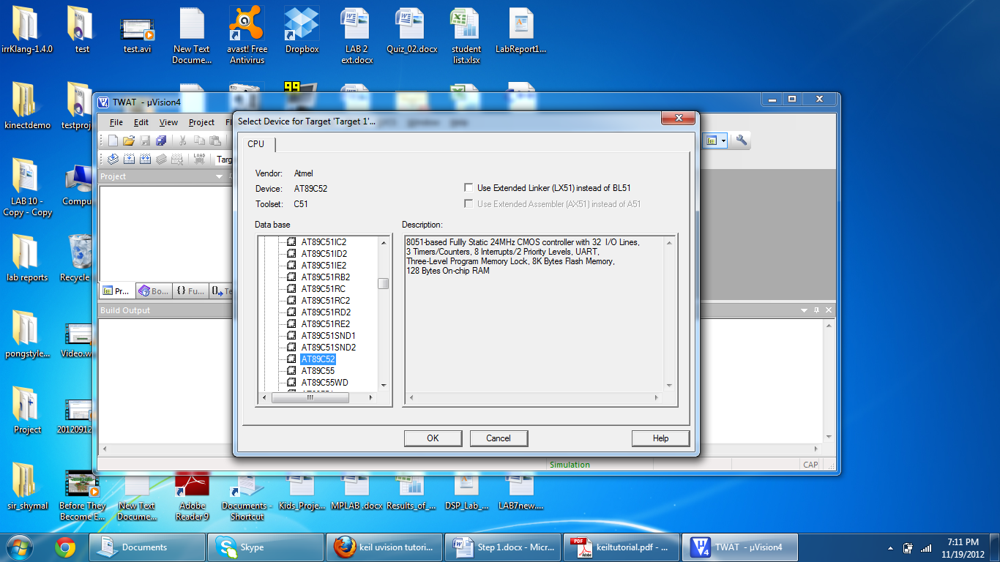 irrKlang-1.4.0
test
test.avi
New Text
Docume...
avast! Free
Antivirus
Dropbox
LAB 2
ext.docx
Quiz_02.docx
student
list.xlsx
LabReport1...
99
kinectdemo
testproj
TWAT - µVision4
File Edit View Project
Select Device for Target 'Target 1'...
CPU
LOAD
Targ
Project
Vendor: Atmel
Device: AT89C52
Toolset: C51
Use Extended Linker (LX51) instead of BL51
Use Extended Assembler (AX51) instead of A51
LAB 10 -
Copy - Copy
Compu
Data base
AT89C51IC2
AT89C51ID2
AT89C51IE2
AT89C51RB2
AT89C51RC
AT89C51RC2
AT89C51RD2
AT89C51RE2
AT89C51SND1
AT89C51SND2
AT89C52
AT89C55
AT89C55WD
Description:
8051-based Fullly Static 24MHz CMOS controller with 32 I/O Lines,
3 Timers/Counters, 8 Interrupts/2 Priority Levels, UART,
Three-Level Program Memory Lock, 8K Bytes Flash Memory,
128 Bytes On-chip RAM
lab reports
Recycle
Pr... Bo... {} Fu... Te
Build Output
pongstyle...
Video.w
Project
20120912
OK Cancel Help
Simulation
CAP
sir_shymal
Before They
Become E...
New Text
Docume...
Adobe
Reader 9
Documents -
Shortcut
Kids_Proje...
MPLAB .docx
Results_of_...
DSP_Lab_...
LAB7new....
Documents
Skype
keil uvision tutori...
Step 1.docx - Micr...
keiltutorial.pdf - ...
TWAT - µVision4
7:11 PM
11/19/2012